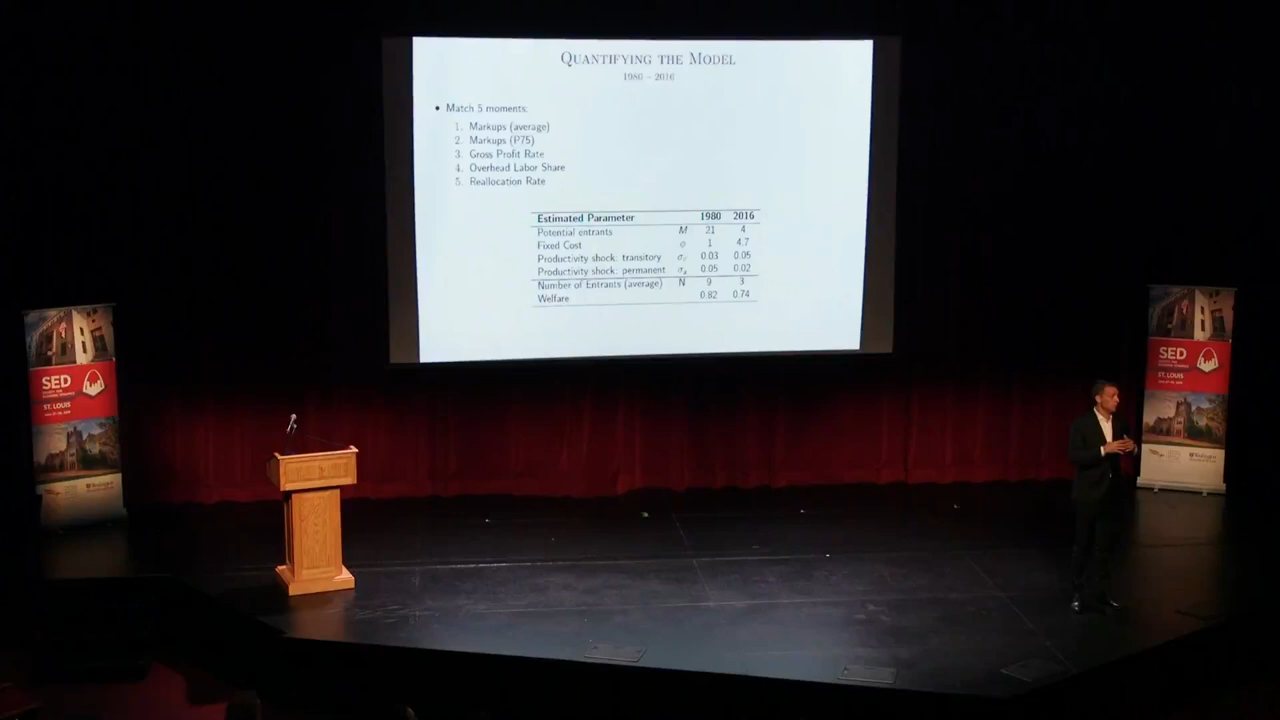 QUANTIFYING THE MODEL
1980 – 2016
• Match 5 moments:
1. Markups (average)
2. Markups (P75)
3. Gross Profit Rate
4. Overhead Labor Share
5. Reallocation Rate
Estimated Parameter 1980 2016
Potential entrants M 21 4
Fixed Cost ϕ 1 4.7
Productivity shock: transitory 0.03 0.05
Productivity shock: permanent 0.05 0.02
Number of Entrants (average) N 9 3
Welfare 0.82 0.74
SED
ST. LOUIS
SED
ST. LOUIS